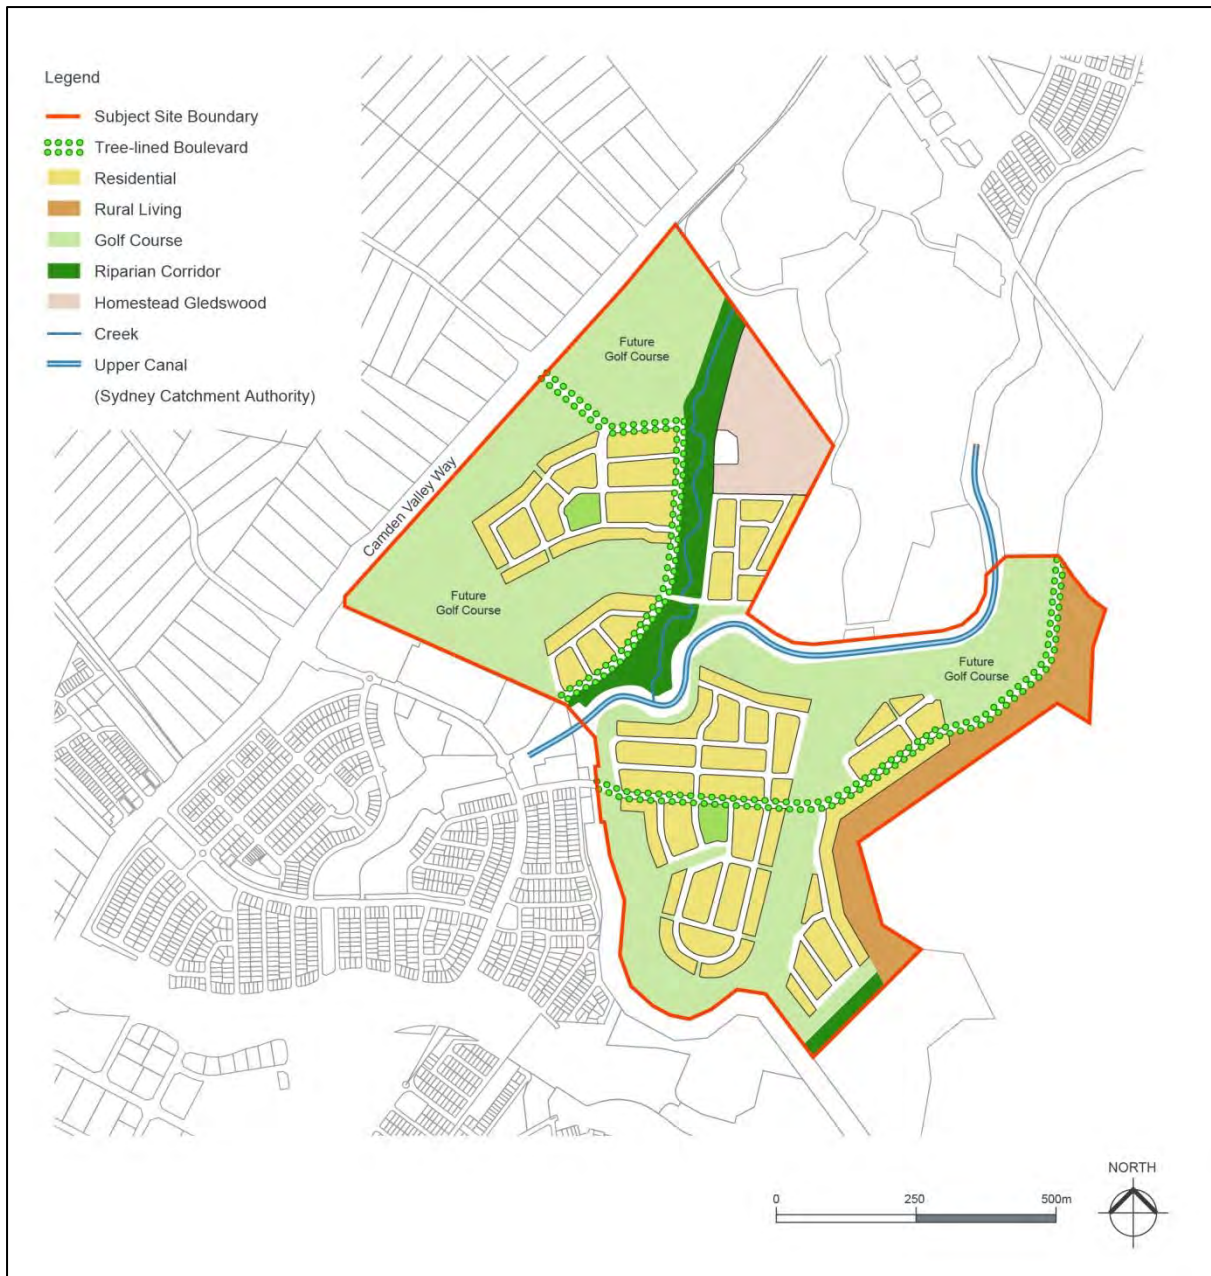 Legend
Subject Site Boundary
Tree-lined Boulevard
Residential
Rural Living
Golf Course
Riparian Corridor
Homestead Gledswood
Creek
Upper Canal
(Sydney Catchment Authority)
Future
Golf Course
Camden Valley Way
Future
Golf Course
Future
Golf Course
NORTH
0 250 500m